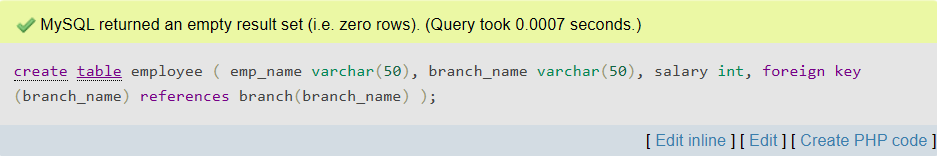 MySQL returned an empty result set (i.e. zero rows). (Query took 0.0007 seconds.)
create table employee ( emp_name varchar(50), branch_name varchar(50), salary int, foreign key
(branch_name) references branch(branch_name) );
[ Edit inline ] [ Edit ] [ Create PHP code ]